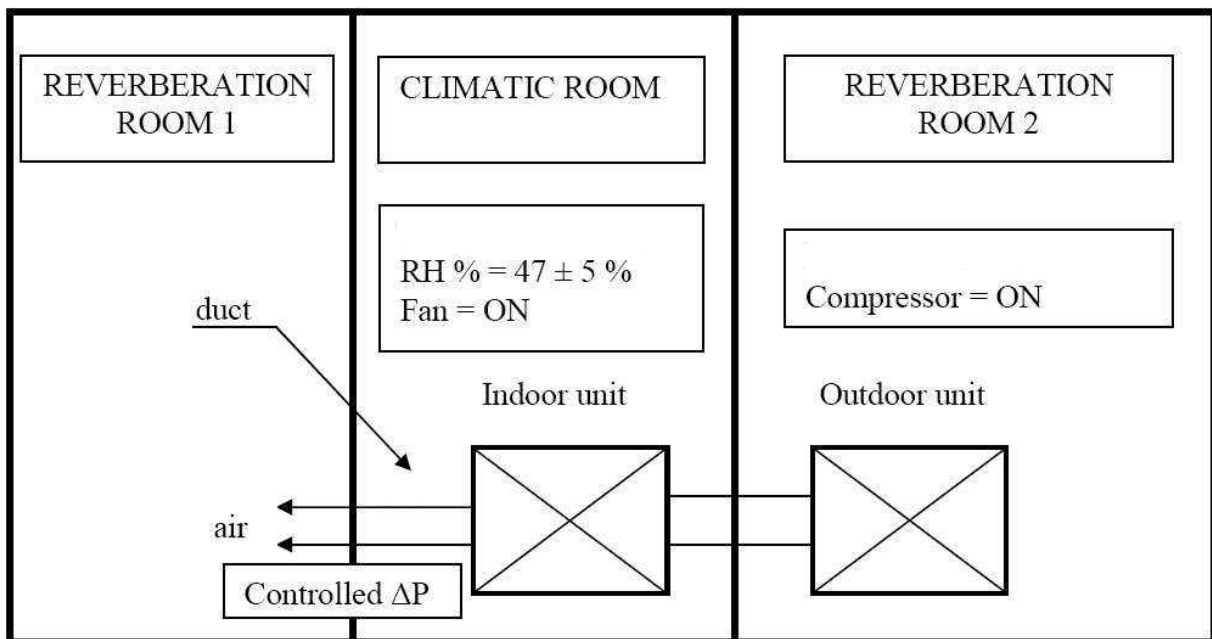 REVERBERATION
ROOM 1
CLIMATIC ROOM
REVERBERATION
ROOM 2
RH % = 47 ± 5 %
Fan = ON
Compressor = ON
duct
Indoor unit
Outdoor unit
air
Controlled ΔP